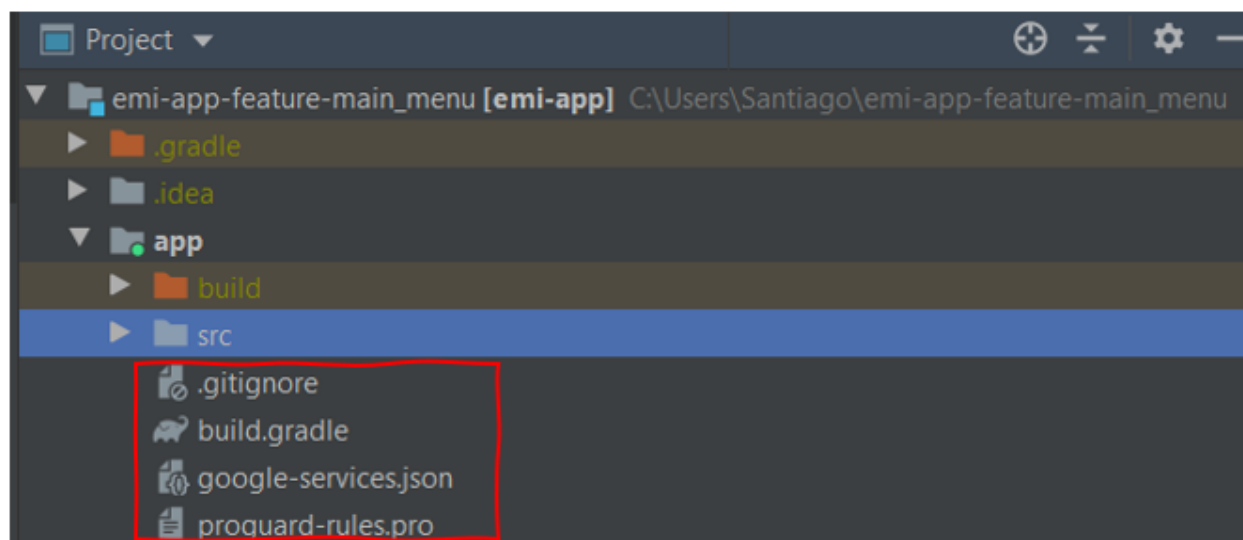 Project
emi-app-feature-main_menu [emi-app] C:\Users\Santiago\emi-app-feature-main_menu
.gradle
.idea
app
build
src
.gitignore
build.gradle
google-services.json
proguard-rules.pro